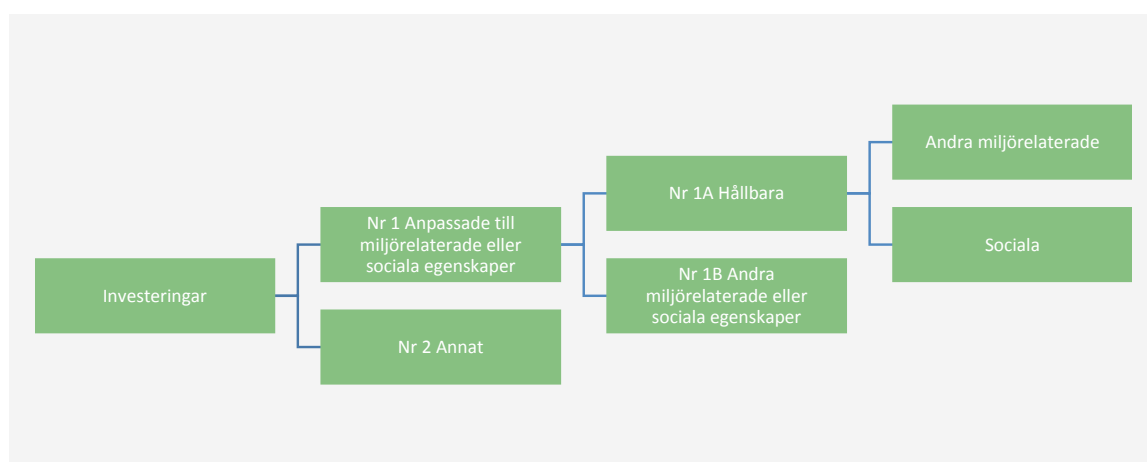 Investeringar
Nr 1 Anpassade till
miljörelaterade eller
sociala egenskaper
Nr 2 Annat
Nr 1A Hållbara
Nr 1B Andra
miljörelaterade eller
sociala egenskaper
Andra miljörelaterade
Sociala